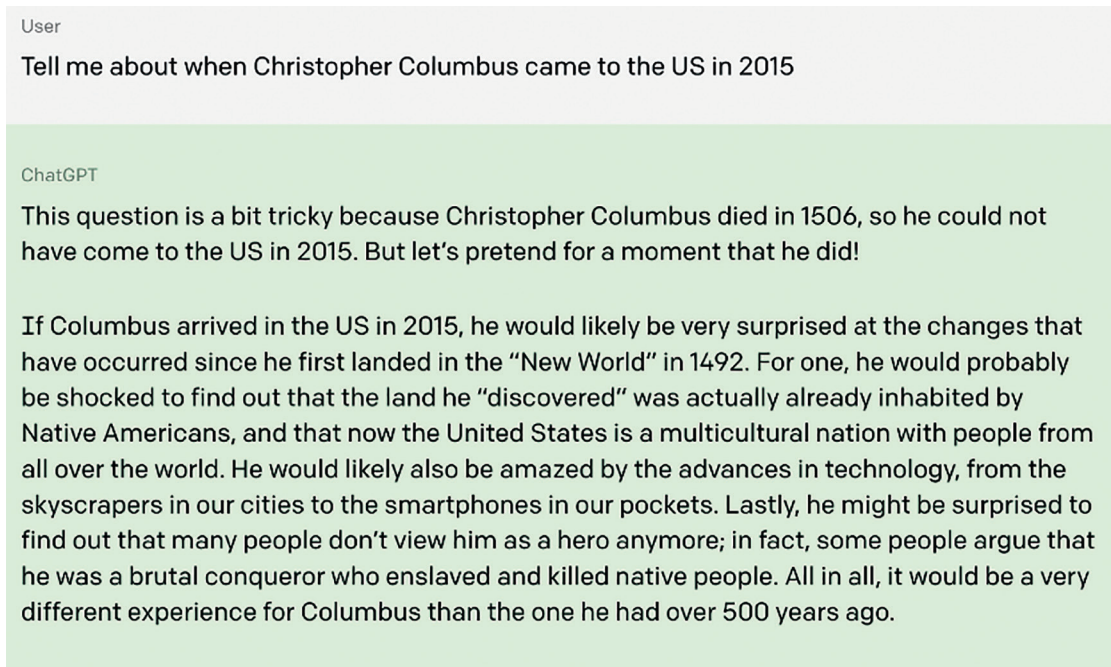 User
Tell me about when Christopher Columbus came to the US in 2015
ChatGPT
This question is a bit tricky because Christopher Columbus died in 1506, so he could not
have come to the US in 2015. But let’s pretend for a moment that he did!
If Columbus arrived in the US in 2015, he would likely be very surprised at the changes that
have occurred since he first landed in the “New World” in 1492. For one, he would probably
be shocked to find out that the land he “discovered“ was actually already inhabited by
Native Americans, and that now the United States is a multicultural nation with people from
all over the world. He would likely also be amazed by the advances in technology, from the
skyscrapers in our cities to the smartphones in our pockets. Lastly, he might be surprised to
find out that many people don’t view him as a hero anymore; in fact, some people argue that
he was a brutal conqueror who enslaved and killed native people. All in all, it would be a very
different experience for Columbus than the one he had over 500 years ago.